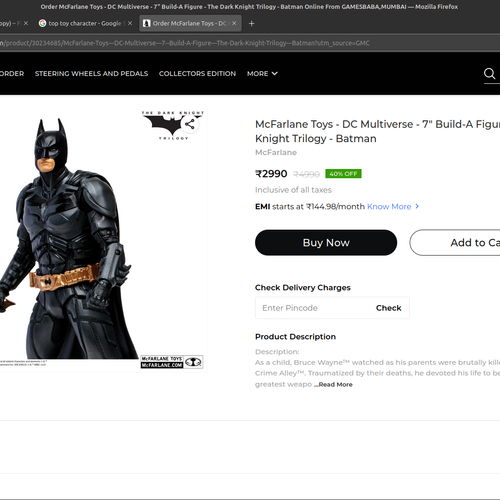 Order McFarlane Toys - DC Multiverse - 7" Build-A Figure - The Dark Knight Trilogy - Batman Online From GAMESBABA,MUMBAI — Mozilla Firefox
opy) — F
top toy character - Google S
Order McFarlane Toys - DC
om/product/30234685/McFarlane-Toys---DC-Multiverse---7--Build-A-Figure---The-Dark-Knight-Trilogy---Batman?utm_source=GMC
ORDER STEERING WHEELS AND PEDALS COLLECTORS EDITION MORE
THE DARK KNIGHT
TRILOGY
McFarlane Toys - DC Multiverse - 7" Build-A Figur
Knight Trilogy - Batman
McFarlane
₹2990 ₹4990 40% OFF
Inclusive of all taxes
EMI starts at ₹144.98/month Know More
Buy Now Add to Ca
Check Delivery Charges
Enter Pincode Check
McFARLANE TOYS
McFARLANE.COM
Product Description
Description:
As a child, Bruce Wayne™ watched as his parents were brutally kille
Crime Alley™. Traumatized by their deaths, he devoted his life to be
greatest weapo ...Read More